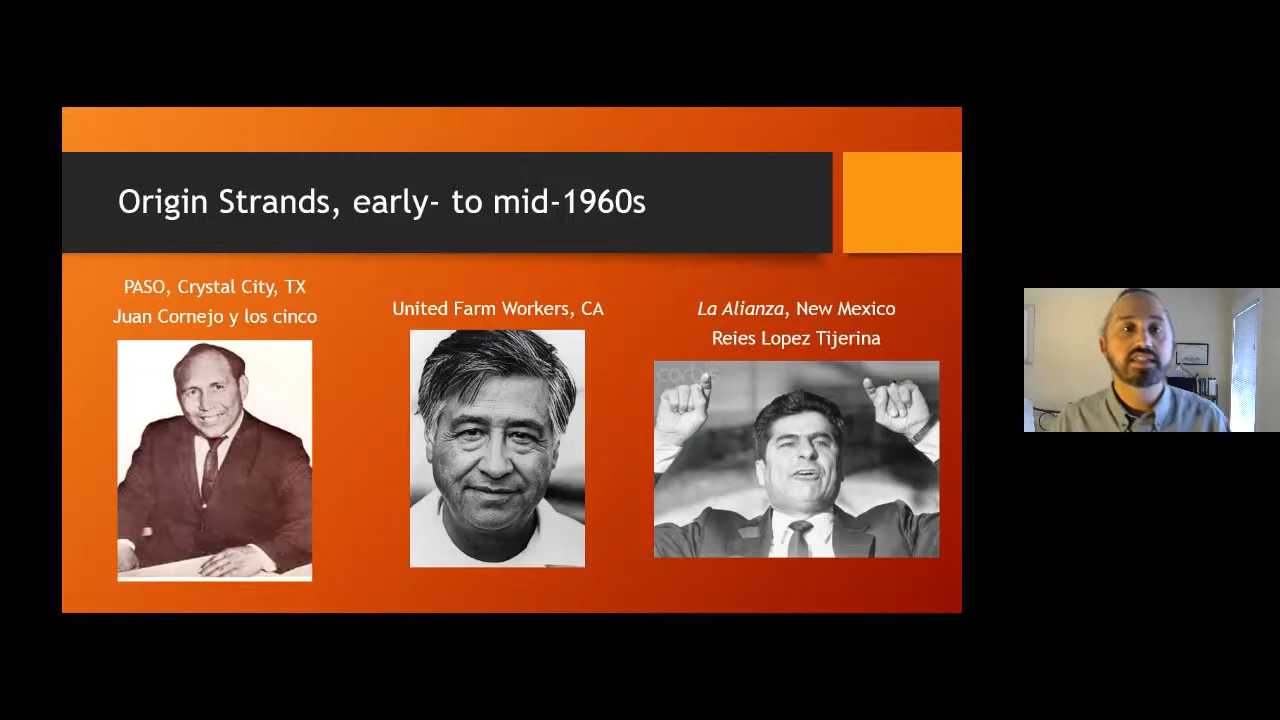 Origin Strands, early- to mid-1960s
PASO, Crystal City, TX
Juan Cornejo y los cinco
United Farm Workers, CA
La Alianza, New Mexico
Reies Lopez Tijerina
corbis